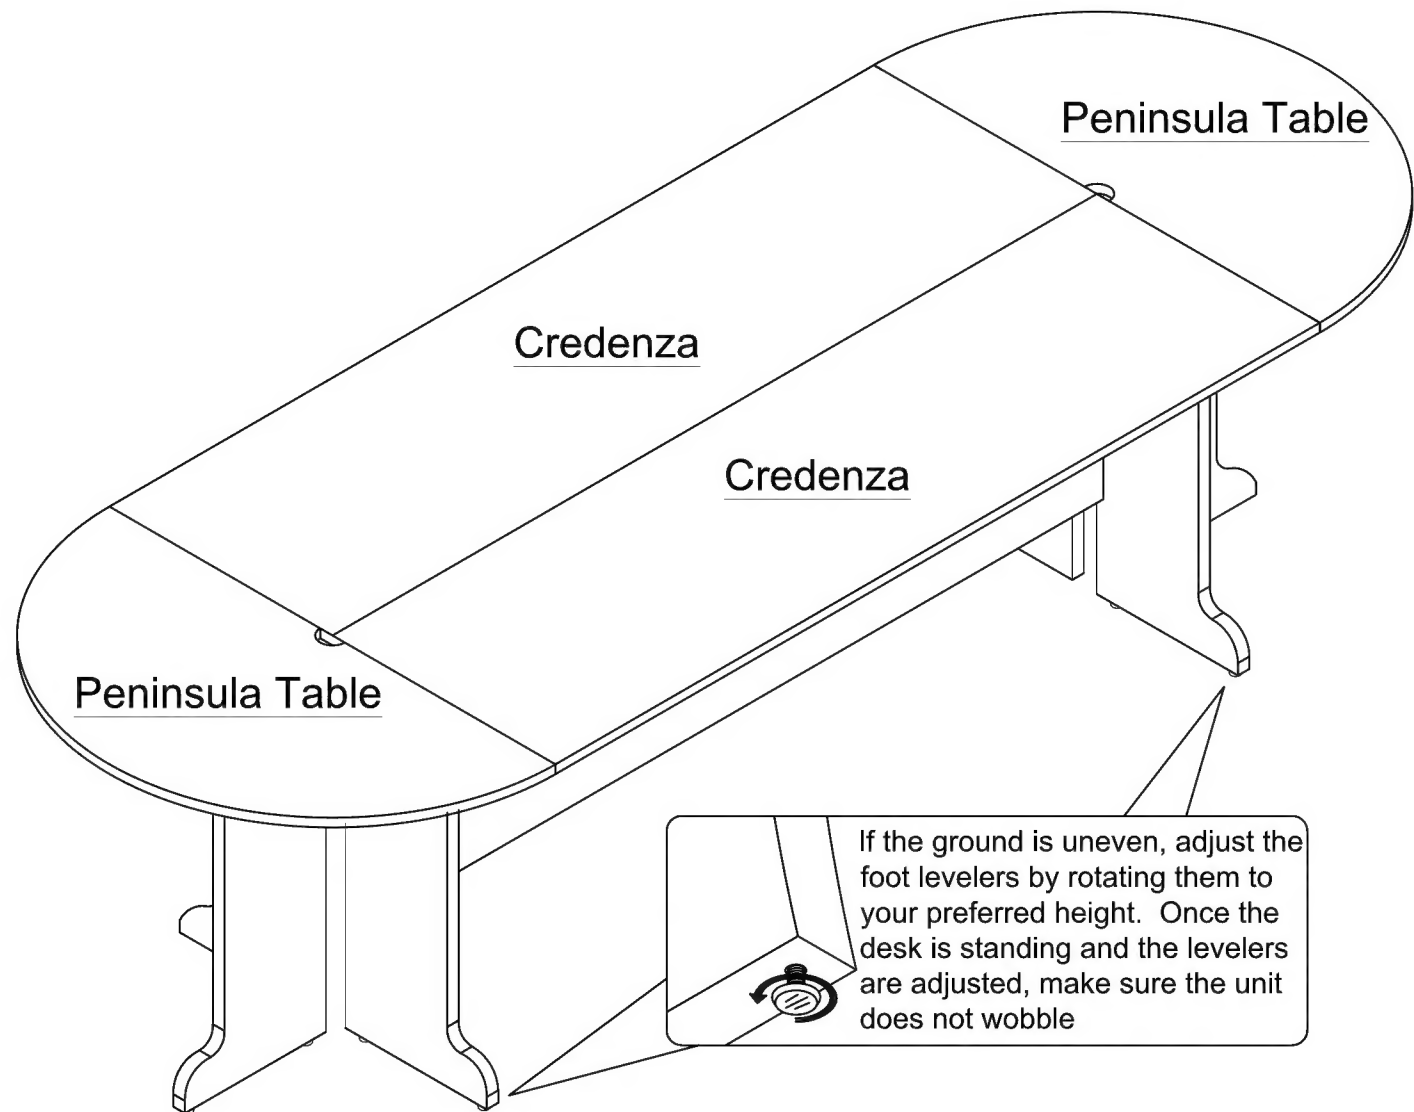 Peninsula Table
Credenza
Credenza
Peninsula Table
If the ground is uneven, adjust the
foot levelers by rotating them to
your preferred height.  Once the
desk is standing and the levelers
are adjusted, make sure the unit
does not wobble